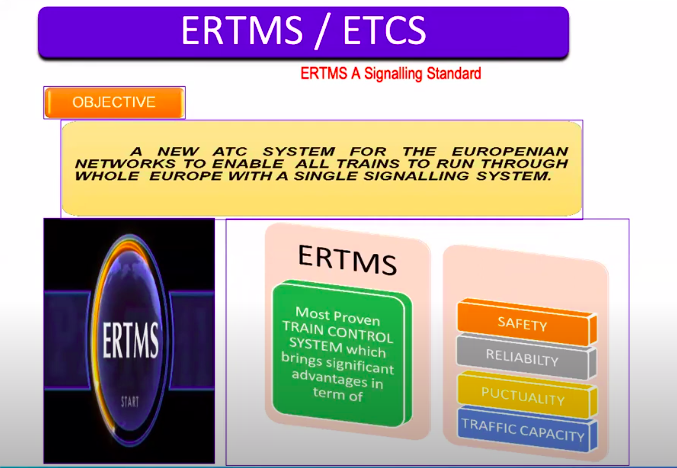 ERTMS / ETCS
ERTMS A Signalling Standard
OBJECTIVE
A NEW ATC SYSTEM FOR THE EUROPENIAN
NETWORKS TO ENABLE ALL TRAINS TO RUN THROUGH
WHOLE EUROPE WITH A SINGLE SIGNALLING SYSTEM.
ERTMS
START
ERTMS
Most Proven
TRAIN CONTROL
SYSTEM which
brings significant
advantages in
term of
SAFETY
RELIABILTY
PUCTUALITY
TRAFFIC CAPACITY